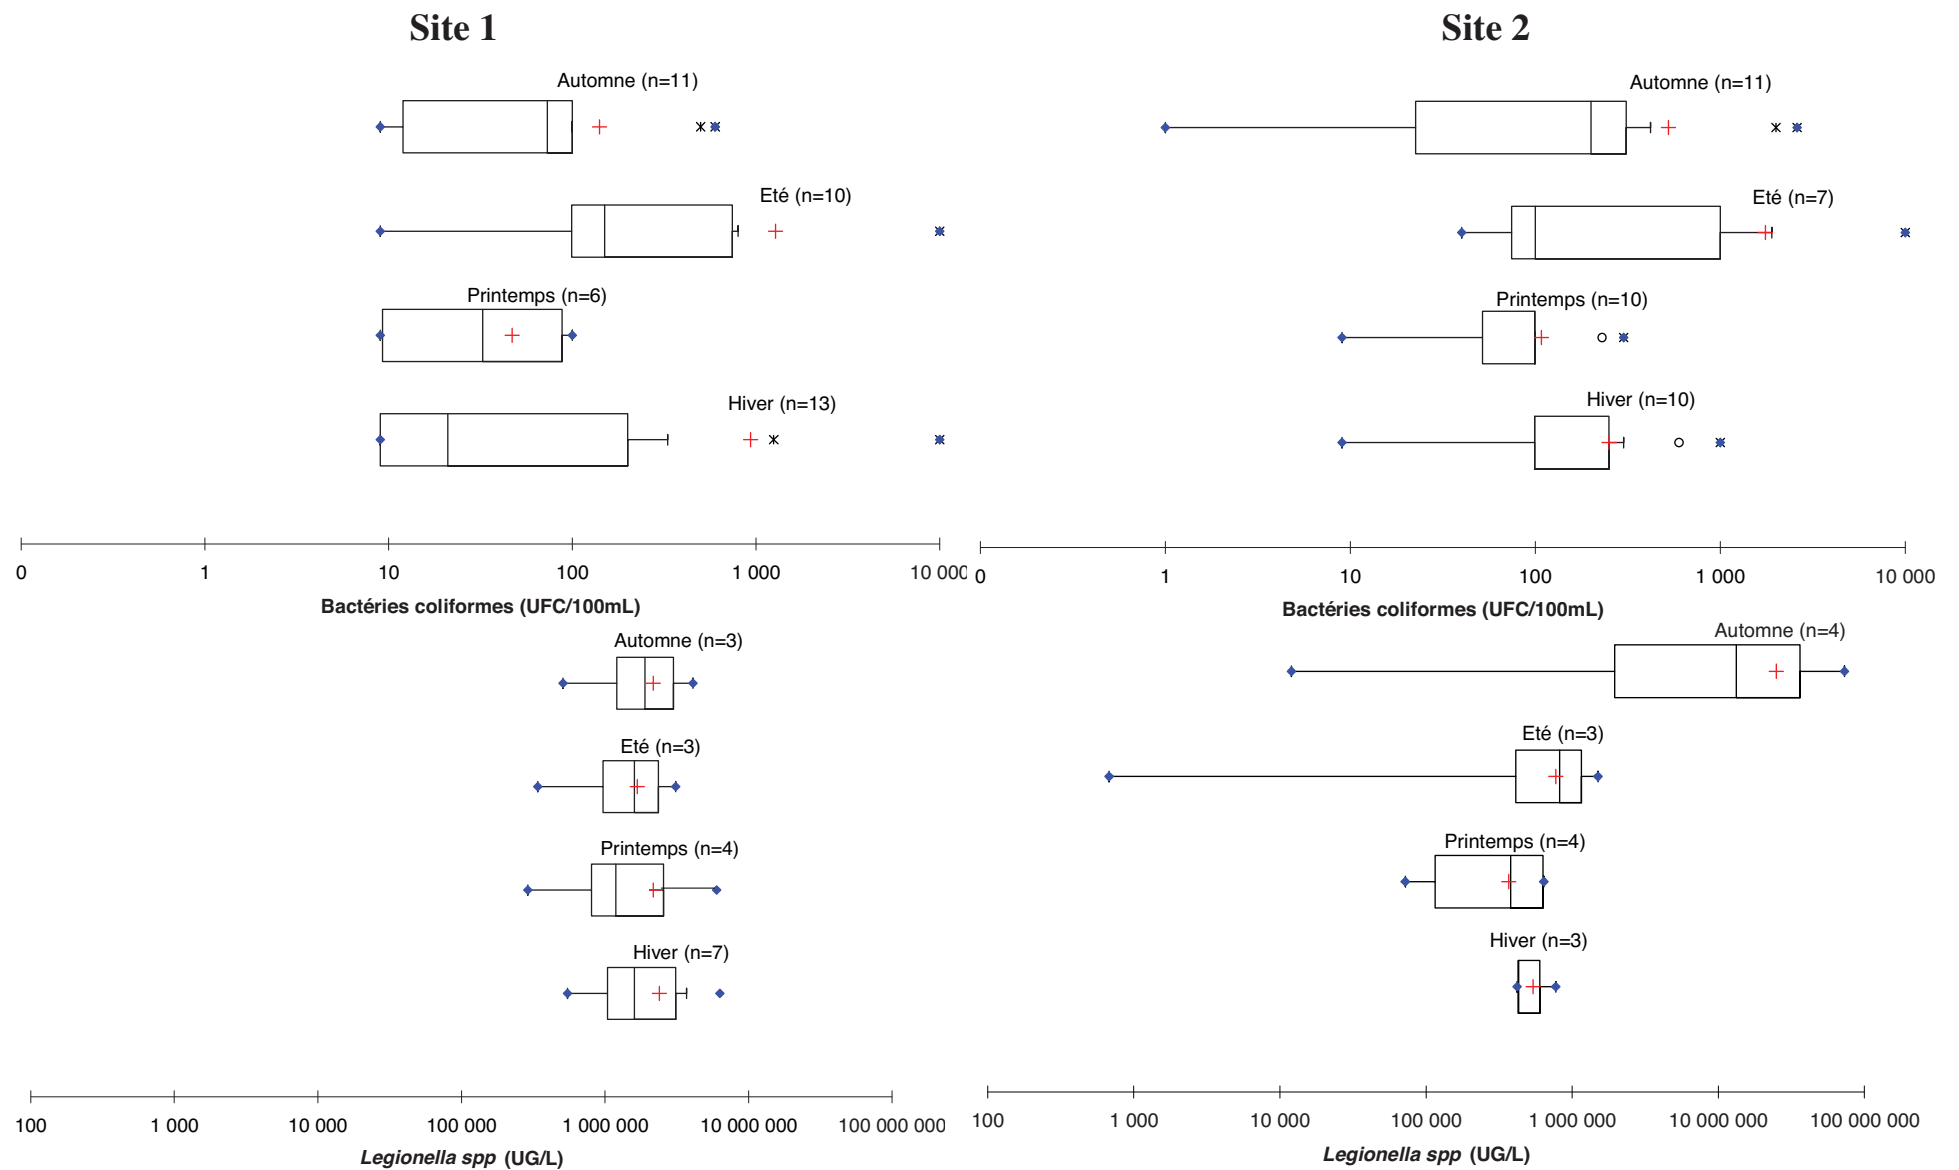 Site 1
Site 2
Automne (n=11)
Eté (n=10)
Printemps (n=6)
Hiver (n=13)
0 1 10 100 1 000 10 000
Bactéries coliformes (UFC/100mL)
Automne (n=11)
Eté (n=7)
Printemps (n=10)
Hiver (n=10)
0 1 10 100 1 000 10 000
Bactéries coliformes (UFC/100mL)
Automne (n=3)
Eté (n=3)
Printemps (n=4)
Hiver (n=7)
100 1 000 10 000 100 000 1 000 000 10 000 000 100 000 000
Legionella spp (UG/L)
Automne (n=4)
Eté (n=3)
Printemps (n=4)
Hiver (n=3)
100 1 000 10 000 100 000 1 000 000 10 000 000 100 000 000
Legionella spp (UG/L)